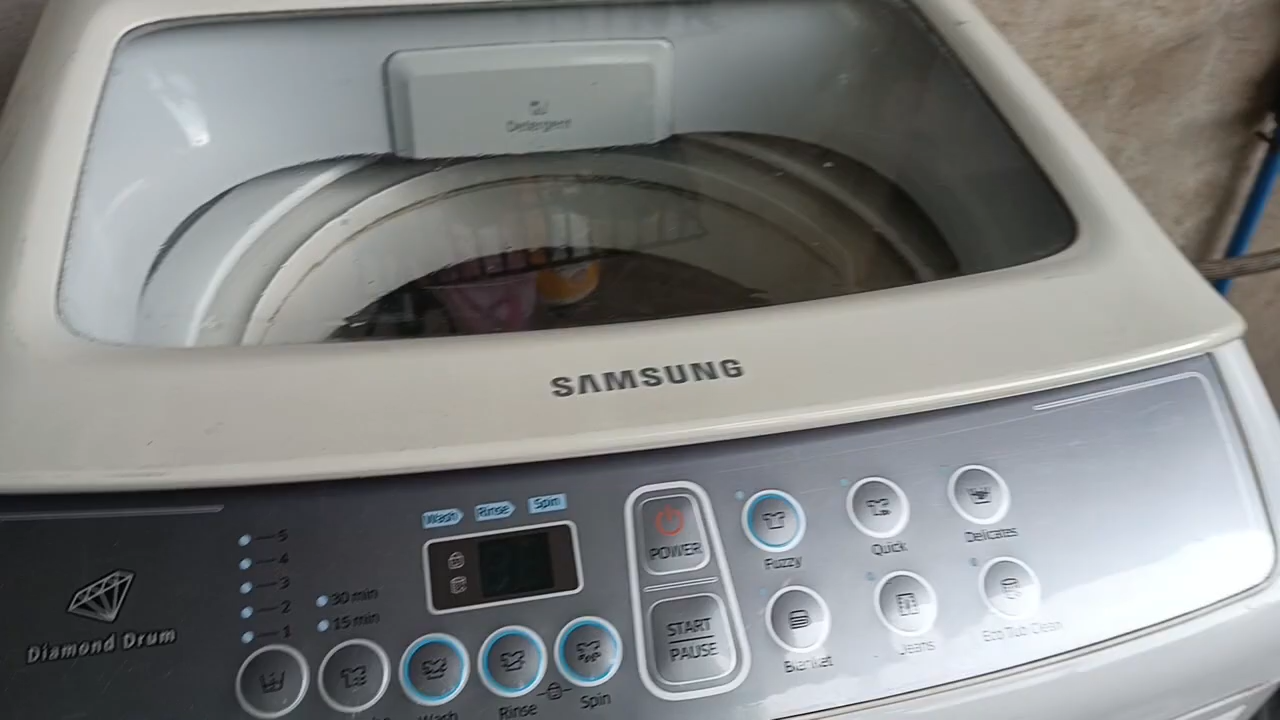 Detergent
SAMSUNG
Wash Rinse Spin
5
4
3
2
1
30 min
15 min
POWER
START
PAUSE
Fuzzy
Quick
Delicates
Blanket
Jeans
Eco Tub Clean
Diamond Drum
Wash
Rinse
Spin